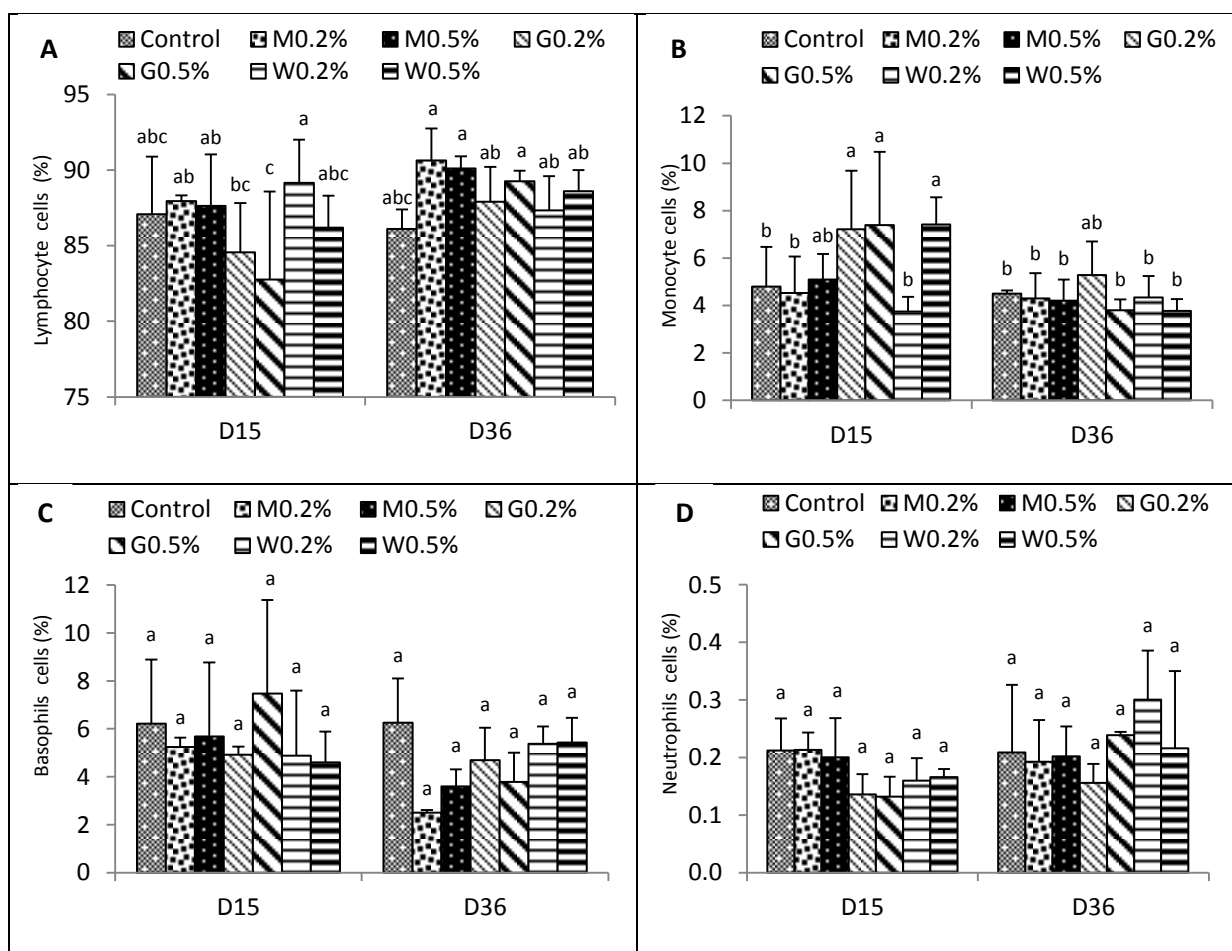 A
Control M0.2% M0.5% G0.2%
G0.5% W0.2% W0.5%
Lymphocyte cells (%)
95
90
85
80
75
abc ab ab bc c a abc
abc a a ab a ab ab
D15 D36
B
Control M0.2% M0.5% G0.2%
G0.5% W0.2% W0.5%
Monocyte cells (%)
12
10
8
6
4
2
0
b b ab a a b a
b b b ab b b b
D15 D36
C
Control M0.2% M0.5% G0.2%
G0.5% W0.2% W0.5%
Basophils cells (%)
12
10
8
6
4
2
0
a a a a a a a
a a a a a a a
D15 D36
D
Control M0.2% M0.5% G0.2%
G0.5% W0.2% W0.5%
Neutrophils cells (%)
0.5
0.4
0.3
0.2
0.1
0.0
a a a a a a a
a a a a a a a
D15 D36